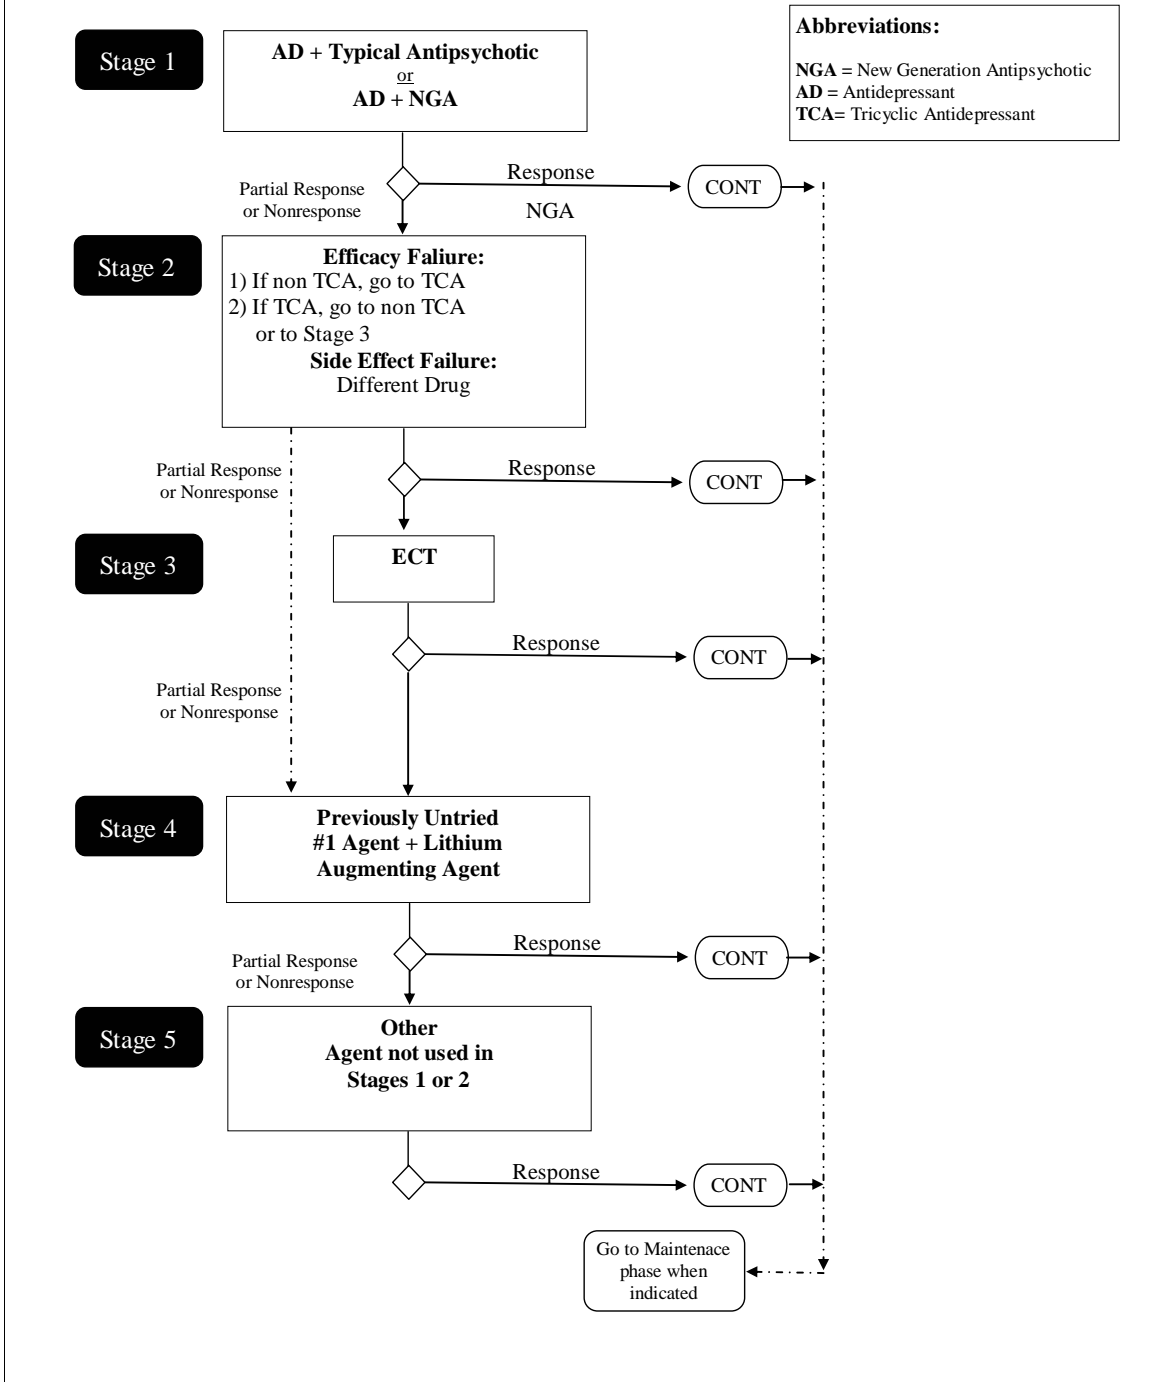 Abbreviations:
NGA = New Generation Antipsychotic
AD = Antidepressant
TCA= Tricyclic Antidepressant
Stage 1
AD + Typical Antipsychotic
or
AD + NGA
Partial Response
or Nonresponse
Response
NGA
CONT
Stage 2
Efficacy Faliure:
1) If non TCA, go to TCA
2) If TCA, go to non TCA
or to Stage 3
Side Effect Failure:
Different Drug
Partial Response
or Nonresponse
Response
CONT
Stage 3
ECT
Response
CONT
Partial Response
or Nonresponse
Stage 4
Previously Untried
#1 Agent + Lithium
Augmenting Agent
Response
CONT
Partial Response
or Nonresponse
Stage 5
Other
Agent not used in
Stages 1 or 2
Response
CONT
Go to Maintenace
phase when
indicated